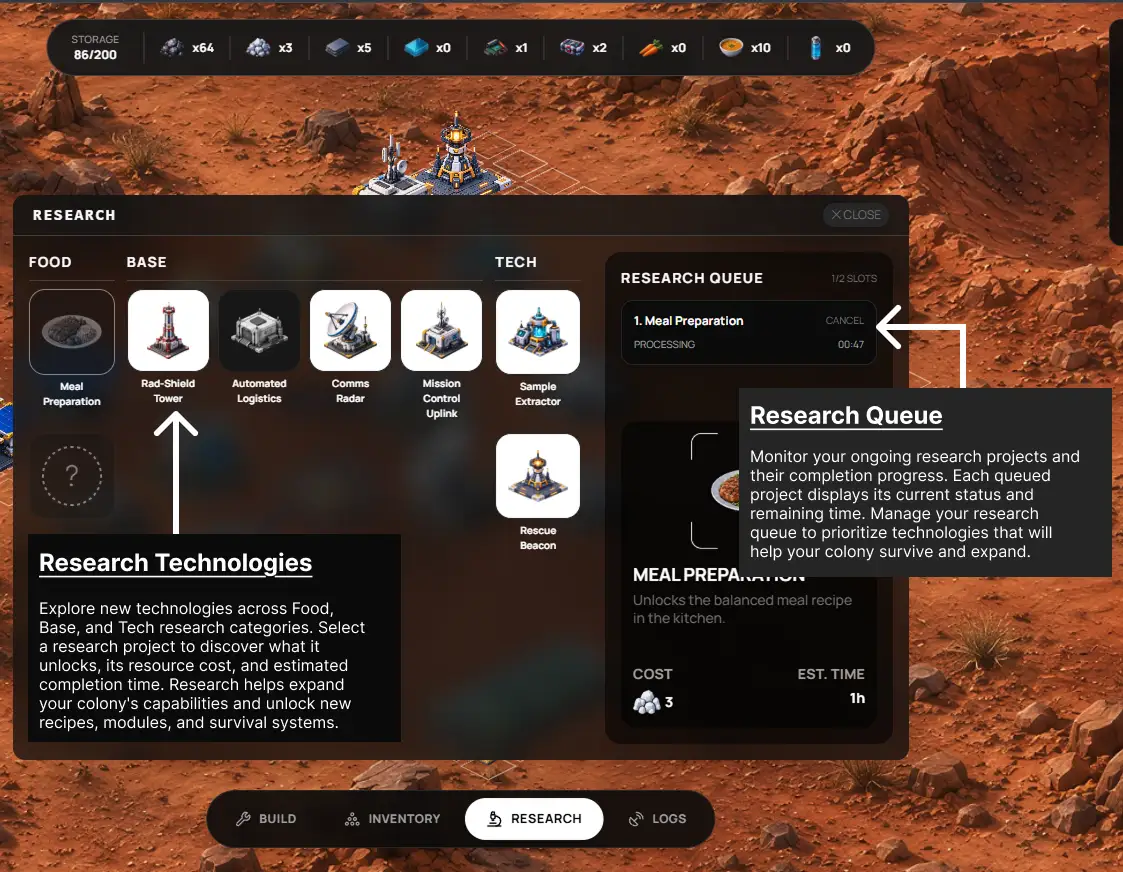 STORAGE
86/200
x64
x3
x5
x0
x1
x2
x0
x10
x0
RESEARCH
CLOSE
FOOD
BASE
TECH
Meal
Preparation
Rad-Shield
Tower
Automated
Logistics
Comms
Radar
Mission
Control
Uplink
Sample
Extractor
?
Rescue
Beacon
RESEARCH QUEUE
1/2 SLOTS
1. Meal Preparation
CANCEL
PROCESSING
00:47
Research Queue
Monitor your ongoing research projects and
their completion progress. Each queued
project displays its current status and
remaining time. Manage your research
queue to prioritize technologies that will
help your colony survive and expand.
Research Technologies
Explore new technologies across Food,
Base, and Tech research categories. Select
a research project to discover what it
unlocks, its resource cost, and estimated
completion time. Research helps expand
your colony's capabilities and unlock new
recipes, modules, and survival systems.
MEAL PREPARATION
Unlocks the balanced meal recipe
in the kitchen.
COST
EST. TIME
3
1h
BUILD
INVENTORY
RESEARCH
LOGS